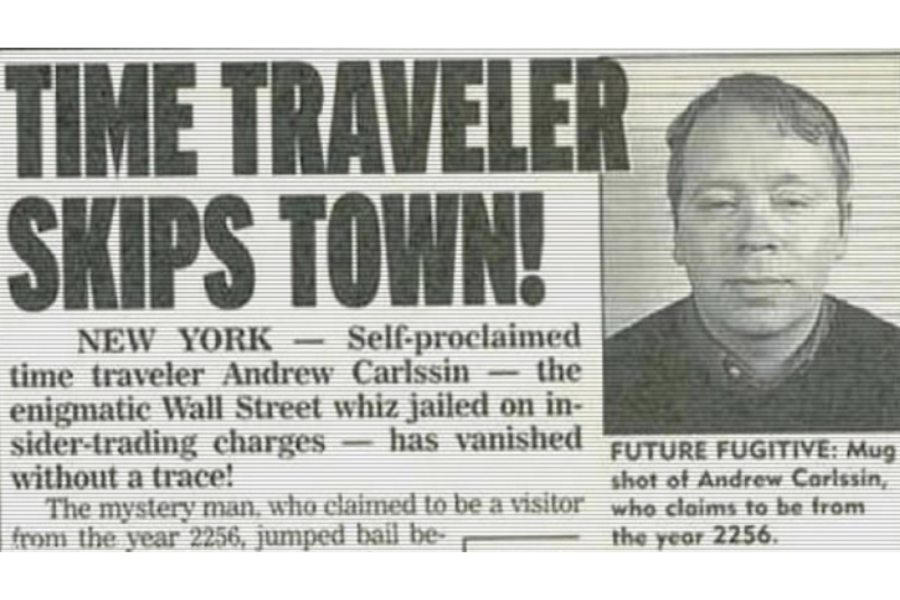 TIME TRAVELER
SKIPS TOWN!
NEW YORK — Self-proclaimed
time traveler Andrew Carlssin — the
enigmatic Wall Street whiz jailed on in-
sider-trading charges — has vanished
without a trace!
The mystery man, who claimed to be a visitor
from the year 2256, jumped bail be-
FUTURE FUGITIVE: Mug
shot of Andrew Carlssin,
who claims to be from
the year 2256.